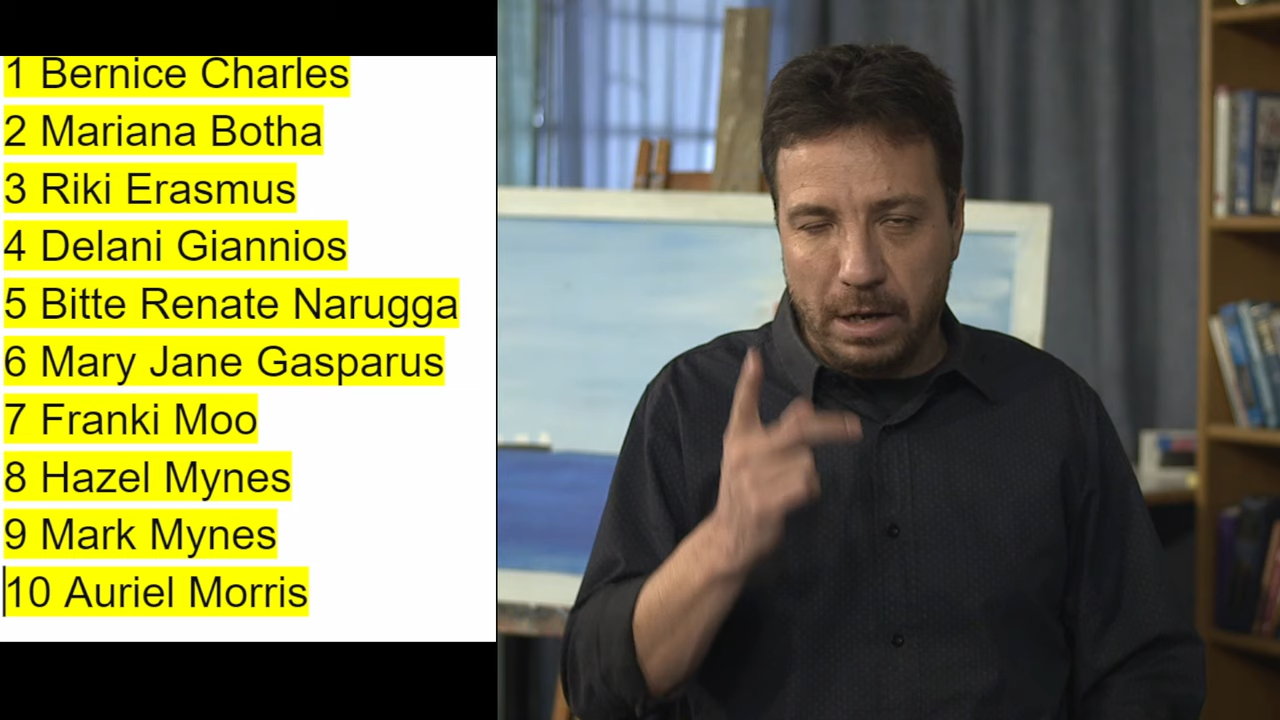 1 Bernice Charles
2 Mariana Botha
3 Riki Erasmus
4 Delani Giannios
5 Bitte Renate Narugga
6 Mary Jane Gasparus
7 Franki Moo
8 Hazel Mynes
9 Mark Mynes
10 Auriel Morris